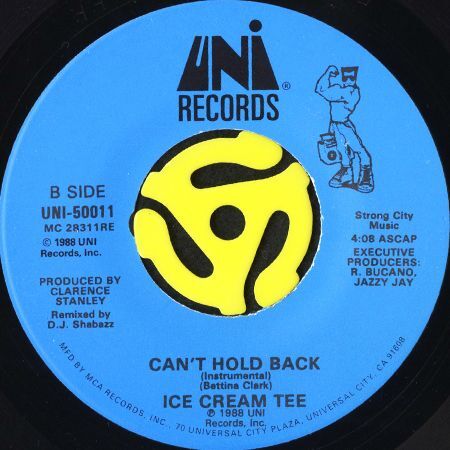 UNI®
RECORDS
B SIDE
UNI-50011
MC 2R311RE
© 1988 UNI
Records, Inc.
PRODUCED BY
CLARENCE
STANLEY
Remixed by
D.J. Shabazz
Strong City
Music
4:08 ASCAP
EXECUTIVE
PRODUCERS:
R. BUCANO,
JAZZY JAY
CAN'T HOLD BACK
(Instrumental)
(Bettina Clark)
ICE CREAM TEE
℗ 1988 UNI
Records, Inc.
MFD BY MCA RECORDS, INC., 70 UNIVERSAL CITY PLAZA, UNIVERSAL CITY, CA 91608